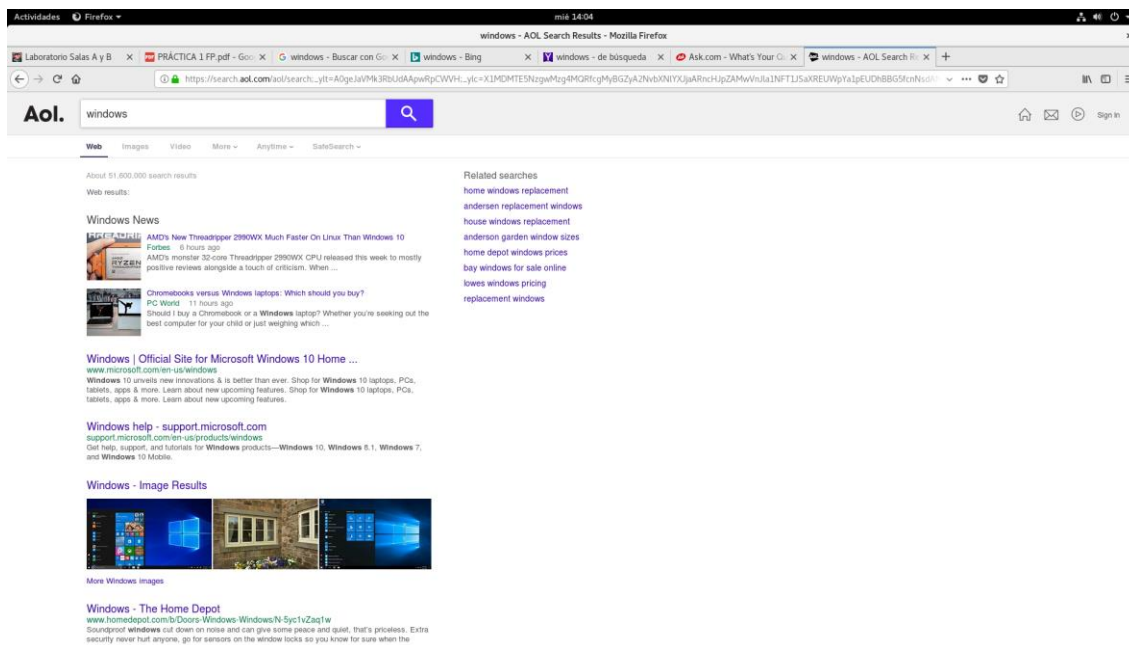 Actividades Firefox
mié 14:04
windows - AOL Search Results - Mozilla Firefox
Laboratorio Salas A y B
PRÁCTICA 1 FP.pdf - Goo
windows - Buscar con Go
windows - Bing
windows - de búsqueda
Ask.com - What's Your Q
windows - AOL Search Re
https://search.aol.com/aol/search;
Aol.
windows
Sign In
Web Images Video More Anytime SafeSearch
About 51,600,000 search results
Web results:
Windows News
AMD's New Threadripper 2990WX Much Faster On Linux Than Windows 10
Forbes 6 hours ago
AMD's monster 32-core Threadripper 2990WX CPU released this week to mostly
positive reviews alongside a touch of criticism. When ...
RYZEN
Chromebooks versus Windows laptops: Which should you buy?
PC World 11 hours ago
Should I buy a Chromebook or a Windows laptop? Whether you're seeking out the
best computer for your child or just weighing which ...
Windows | Official Site for Microsoft Windows 10 Home ...
www.microsoft.com/en-us/windows
Windows 10 unveils new innovations & is better than ever. Shop for Windows 10 laptops, PCs,
tablets, apps & more. Learn about new upcoming features. Shop for Windows 10 laptops, PCs,
tablets, apps & more. Learn about new upcoming features.
Windows help - support.microsoft.com
support.microsoft.com/en-us/products/windows
Get help, support, and tutorials for Windows products—Windows 10, Windows 8.1, Windows 7,
and Windows 10 Mobile.
Windows - Image Results
More Windows images
Windows - The Home Depot
www.homedepot.com/b/Doors-Windows-Windows/N-5yc1vZaq1w
Soundproof windows cut down on noise and can give some peace and quiet, that's priceless. Extra
security never hurt anyone, go for sensors on the window locks so you know for sure when the
Related searches
home windows replacement
andersen replacement windows
house windows replacement
anderson garden window sizes
home depot windows prices
bay windows for sale online
lowes windows pricing
replacement windows